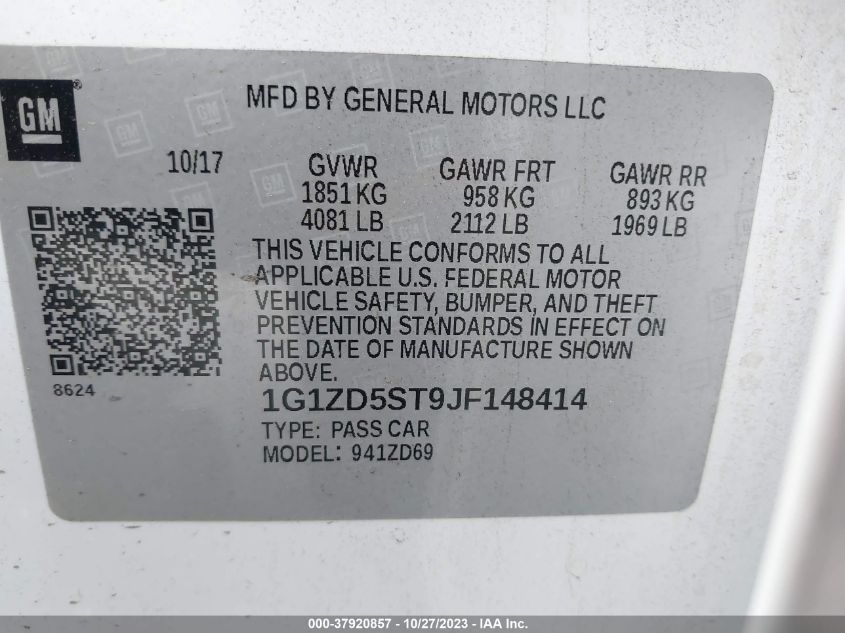 GM
MFD BY GENERAL MOTORS LLC
10/17 GVWR GAWR FRT GAWR RR
1851 KG 958 KG 893 KG
4081 LB 2112 LB 1969 LB
THIS VEHICLE CONFORMS TO ALL
APPLICABLE U.S. FEDERAL MOTOR
VEHICLE SAFETY, BUMPER, AND THEFT
PREVENTION STANDARDS IN EFFECT ON
THE DATE OF MANUFACTURE SHOWN
ABOVE.
8624
1G1ZD5ST9JF148414
TYPE: PASS CAR
MODEL: 941ZD69
000-37920857 - 10/27/2023 - IAA Inc.